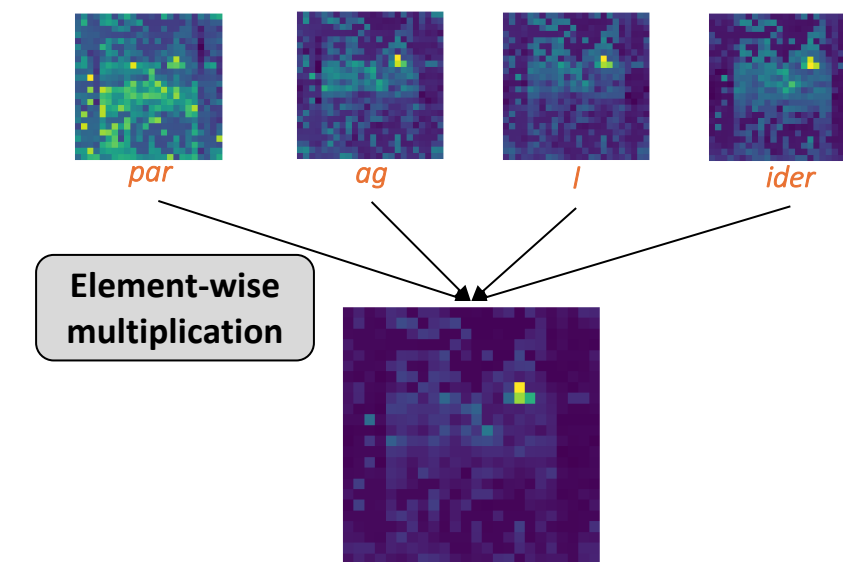 par
ag
l
ider
Element-wise
multiplication